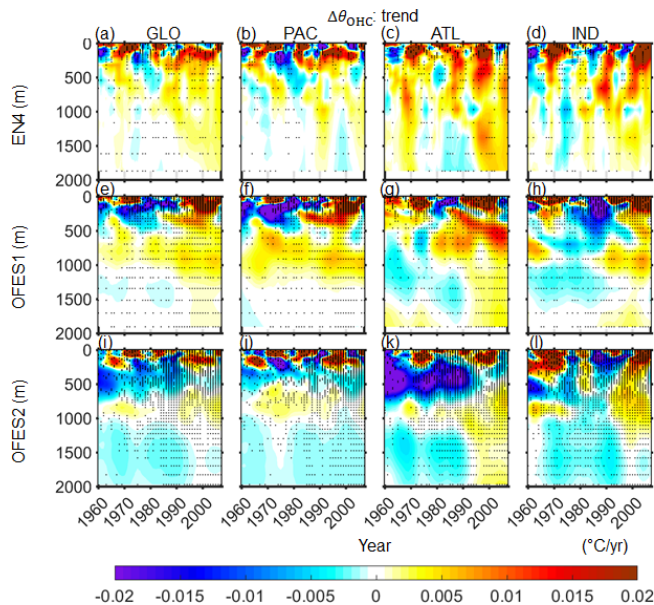 Δθ_OHC: trend
(a) GLO (b) PAC (c) ATL (d) IND
EN4 (m)
0
500
1000
1500
2000
(e) (f) (g) (h)
OFES1 (m)
0
500
1000
1500
2000
(i) (j) (k) (l)
OFES2 (m)
0
500
1000
1500
2000
1960 1970 1980 1990 2000 1960 1970 1980 1990 2000 1960 1970 1980 1990 2000 1960 1970 1980 1990 2000
Year (°C/yr)
-0.02 -0.015 -0.01 -0.005 0 0.005 0.01 0.015 0.02